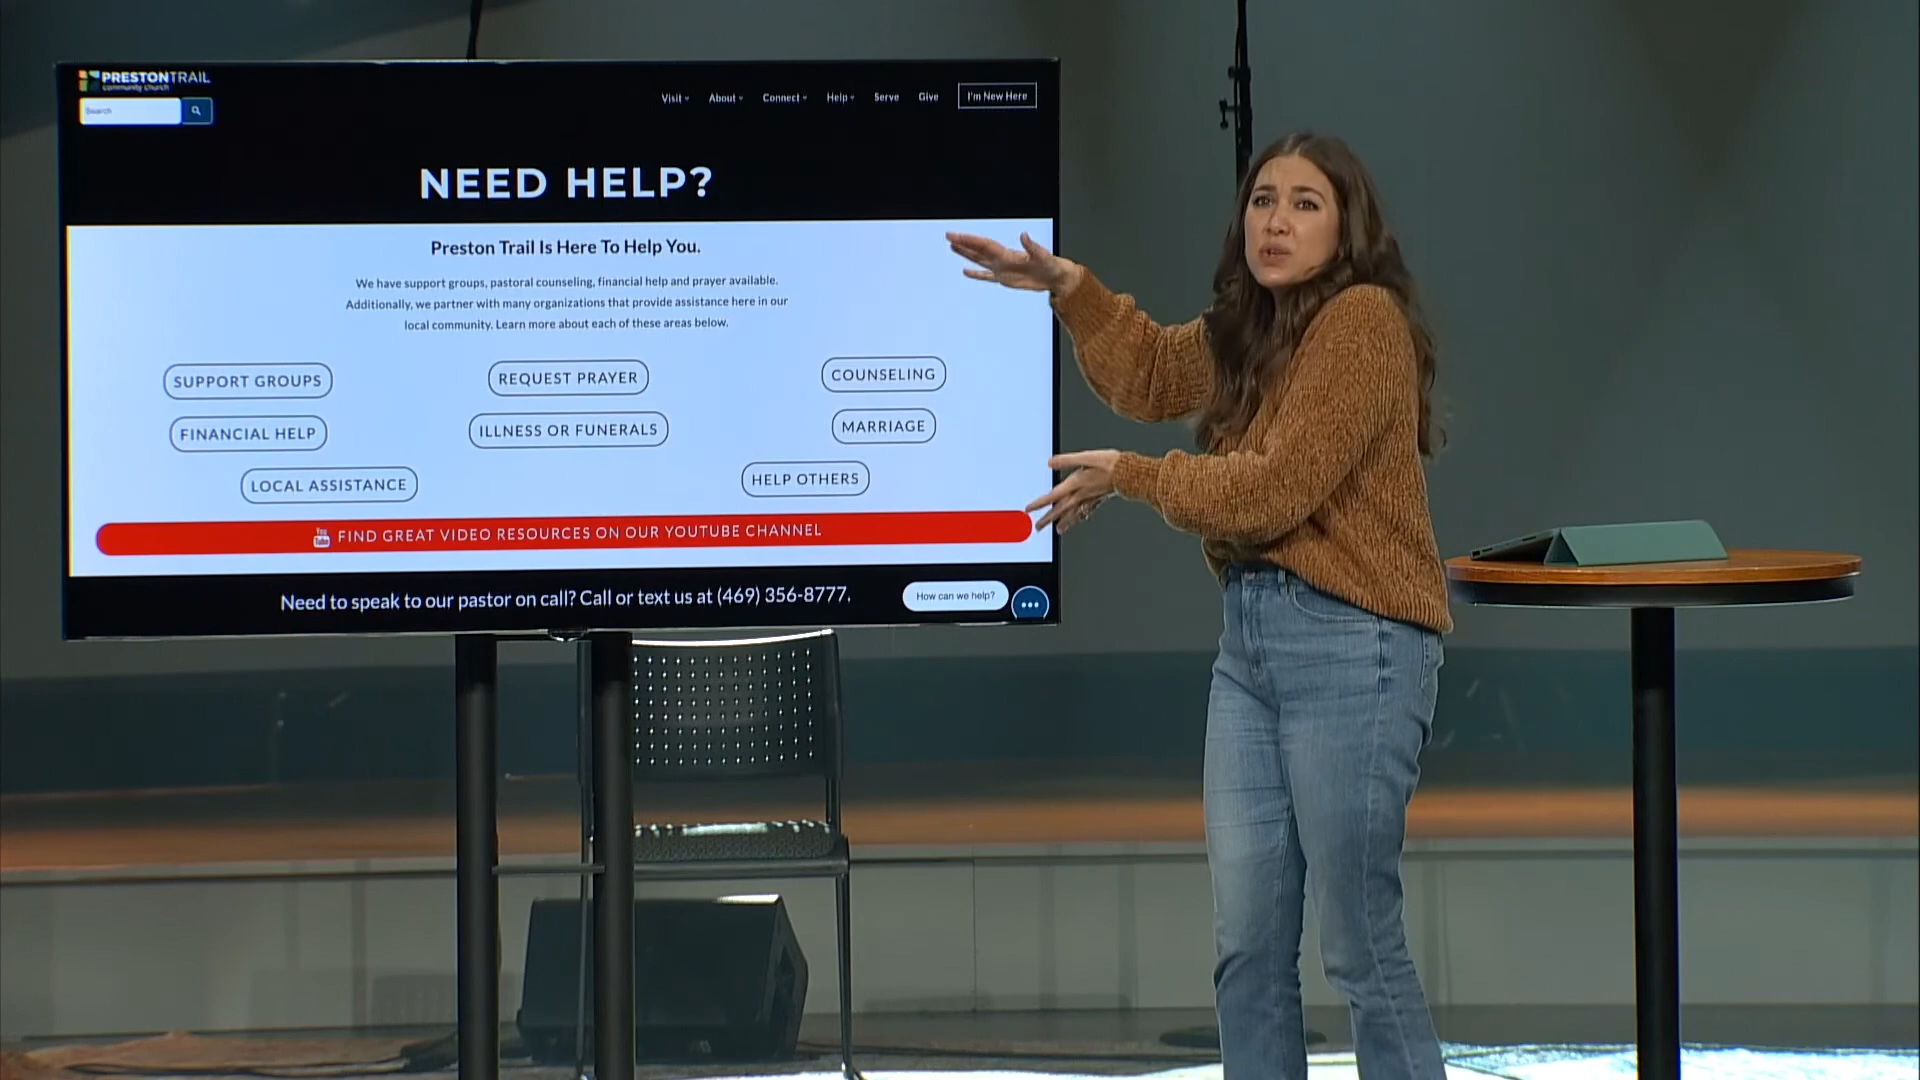 PRESTONTRAIL
community church
Search
Visit About Connect Help Serve Give I'm New Here
NEED HELP?
Preston Trail Is Here To Help You.
We have support groups, pastoral counseling, financial help and prayer available.
Additionally, we partner with many organizations that provide assistance here in our
local community. Learn more about each of these areas below.
SUPPORT GROUPS REQUEST PRAYER COUNSELING
FINANCIAL HELP ILLNESS OR FUNERALS MARRIAGE
LOCAL ASSISTANCE HELP OTHERS
You Tube FIND GREAT VIDEO RESOURCES ON OUR YOUTUBE CHANNEL
Need to speak to our pastor on call? Call or text us at (469) 356-8777.
How can we help?